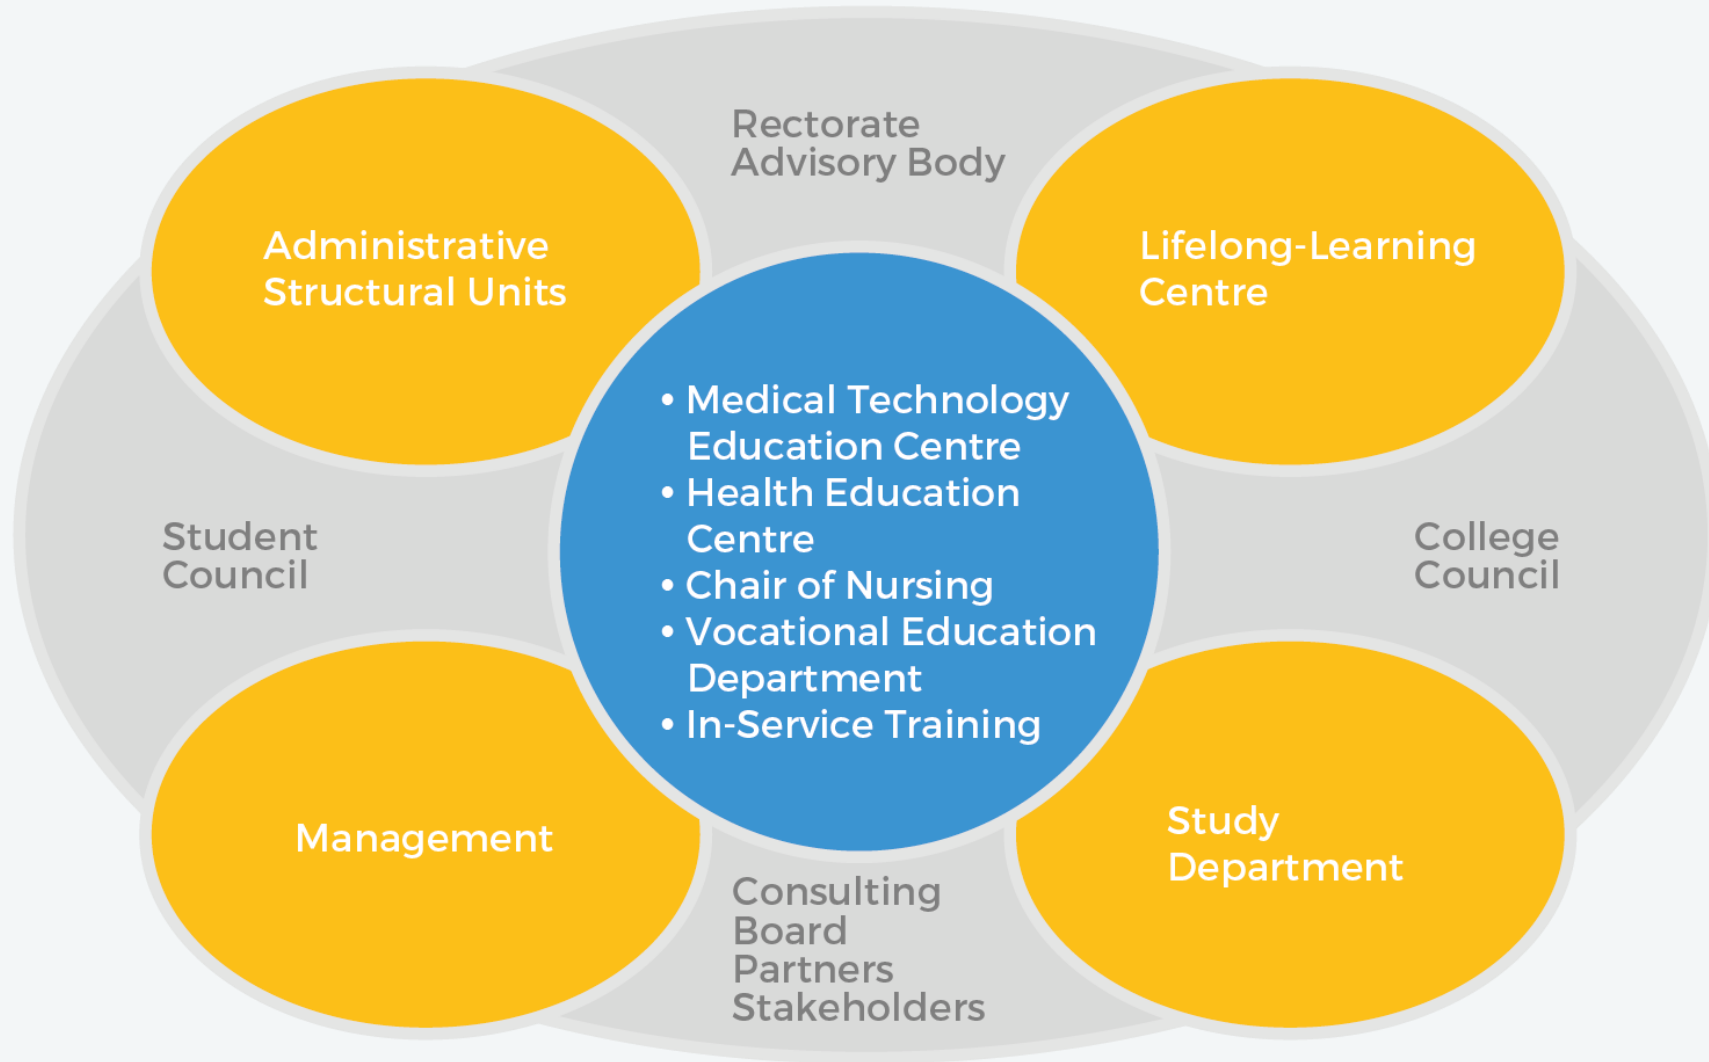 Rectorate
Advisory Body
Administrative
Structural Units
Lifelong-Learning
Centre
• Medical Technology
Education Centre
• Health Education
Centre
• Chair of Nursing
• Vocational Education
Department
• In-Service Training
Student
Council
College
Council
Management
Study
Department
Consulting
Board
Partners
Stakeholders